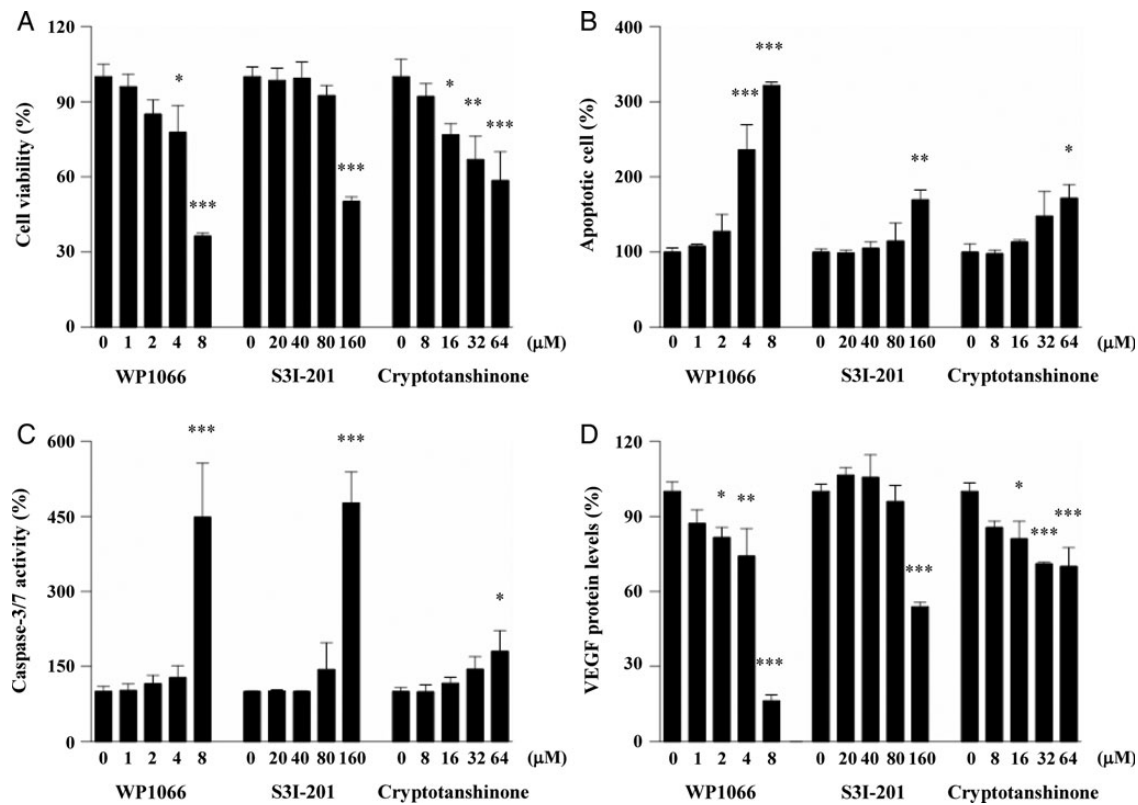 A
Cell viability (%)
120
90
60
30
0
* *** *** * ** ***
0 1 2 4 8 0 20 40 80 160 0 8 16 32 64 (μM)
WP1066 S3I-201 Cryptotanshinone
B
Apoptotic cell (%)
400
300
200
100
0
*** *** ** *
0 1 2 4 8 0 20 40 80 160 0 8 16 32 64 (μM)
WP1066 S3I-201 Cryptotanshinone
C
Caspase-3/7 activity (%)
600
450
300
150
0
*** *** *
0 1 2 4 8 0 20 40 80 160 0 8 16 32 64 (μM)
WP1066 S3I-201 Cryptotanshinone
D
VEGF protein levels (%)
120
90
60
30
0
* ** *** *** * *** ***
0 1 2 4 8 0 20 40 80 160 0 8 16 32 64 (μM)
WP1066 S3I-201 Cryptotanshinone